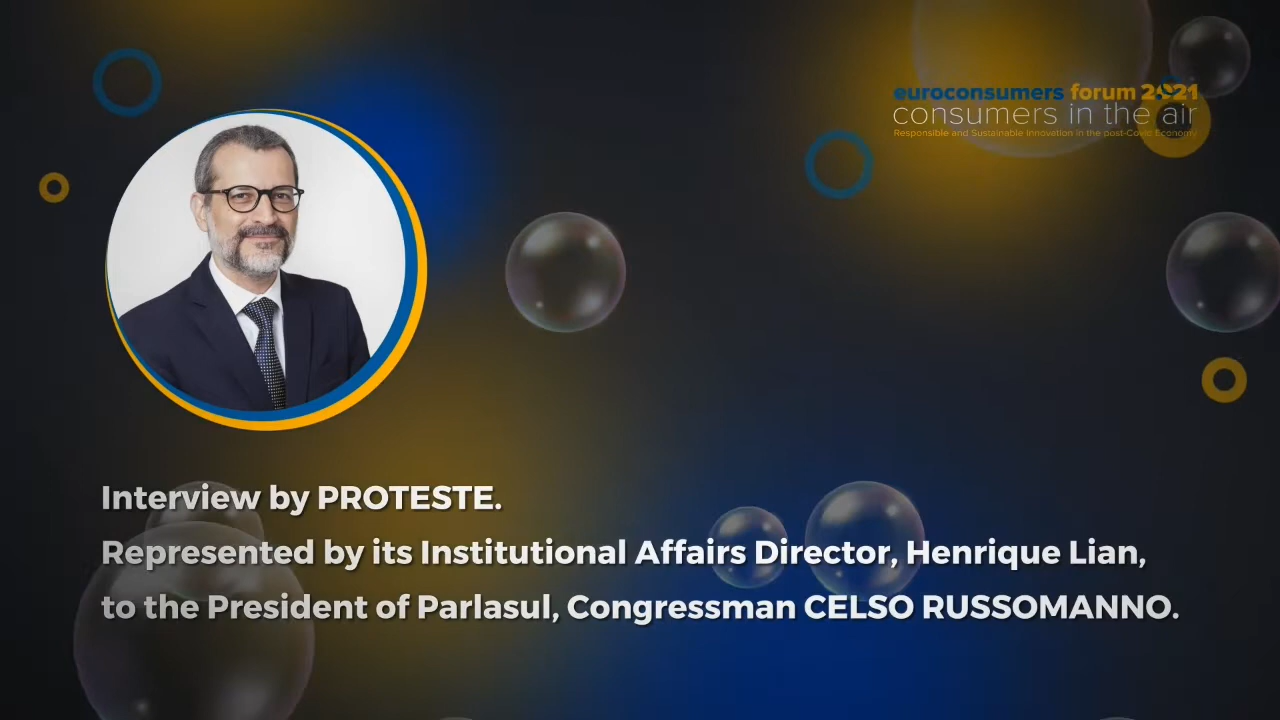 euroconsumers forum 2021
consumers in the air
Responsible and Sustainable Innovation in the post-Covid Economy
Interview by PROTESTE.
Represented by its Institutional Affairs Director, Henrique Lian,
to the President of Parlasul, Congressman CELSO RUSSOMANNO.